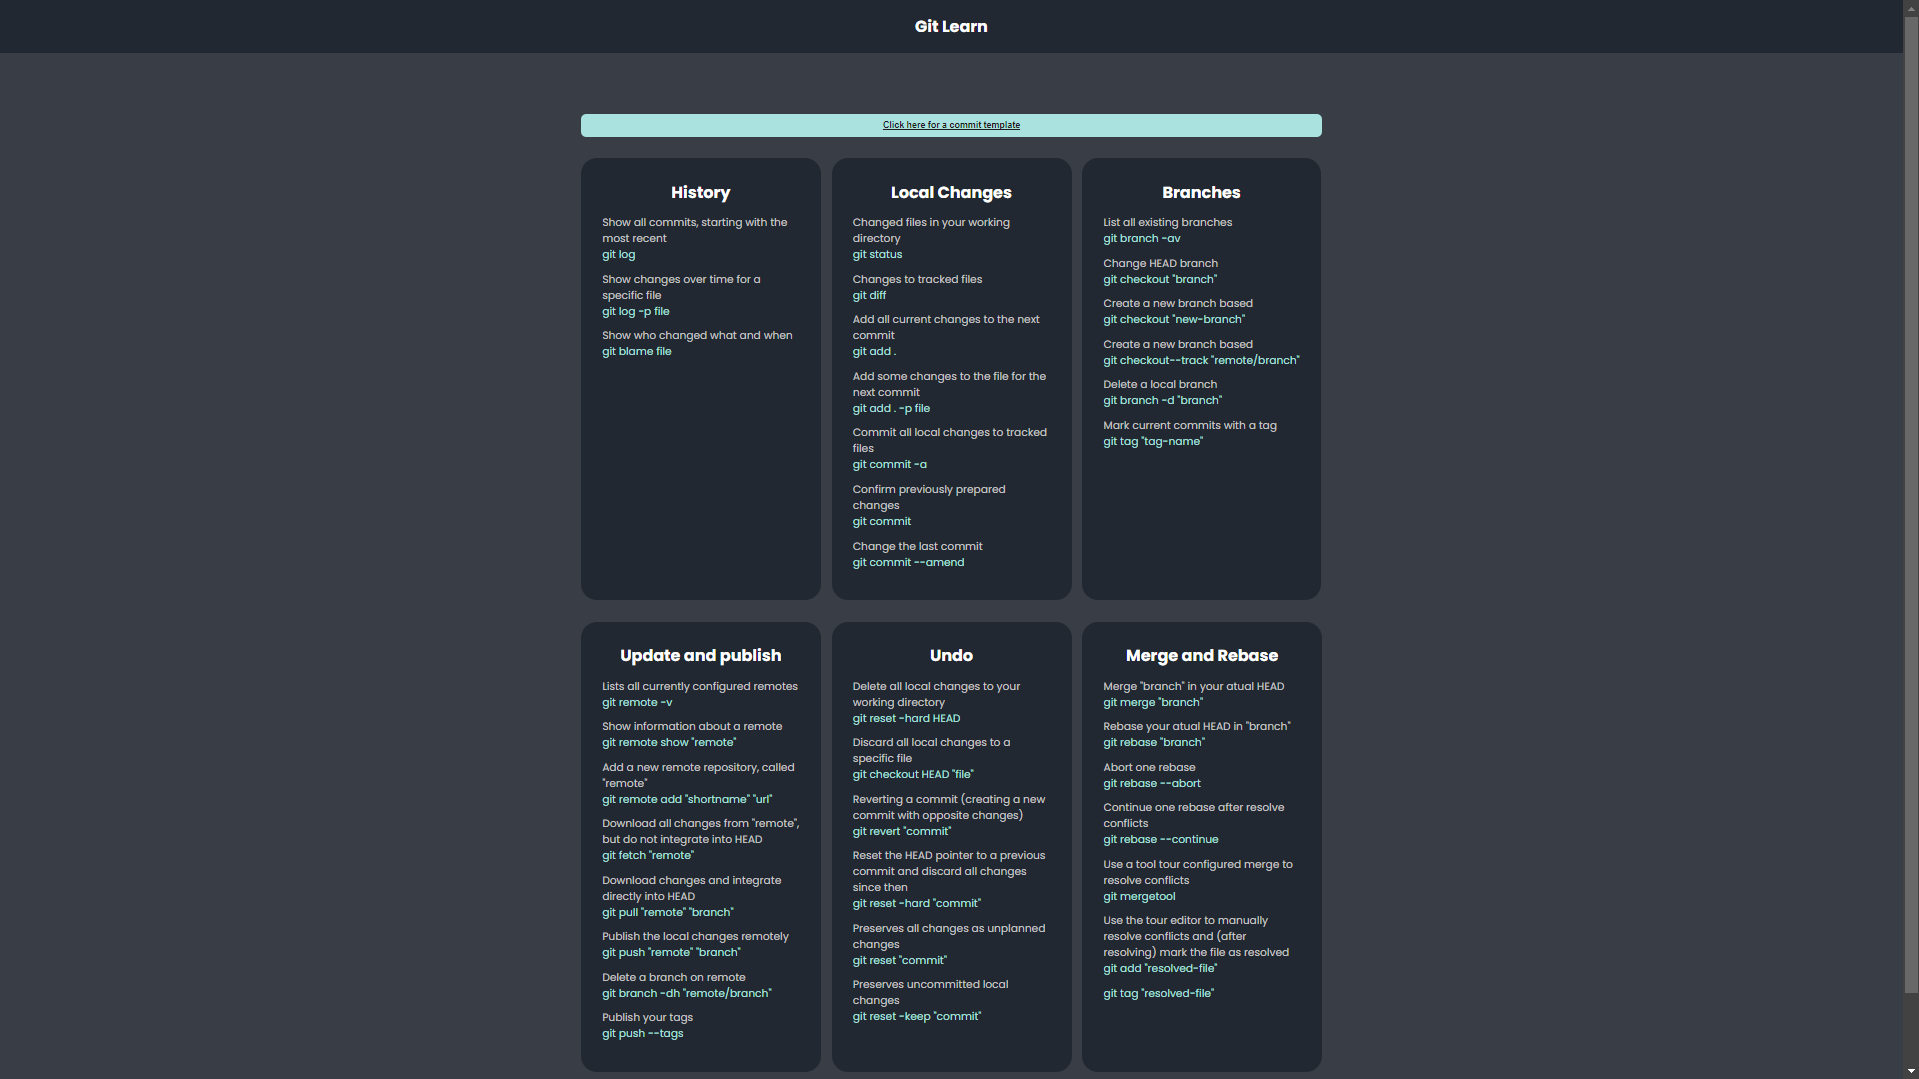 Git Learn
Click here for a commit template
History
Show all commits, starting with the
most recent
git log
Show changes over time for a
specific file
git log -p file
Show who changed what and when
git blame file
Local Changes
Changed files in your working
directory
git status
Changes to tracked files
git diff
Add all current changes to the next
commit
git add .
Add some changes to the file for the
next commit
git add . -p file
Commit all local changes to tracked
files
git commit -a
Confirm previously prepared
changes
git commit
Change the last commit
git commit --amend
Branches
List all existing branches
git branch -av
Change HEAD branch
git checkout "branch"
Create a new branch based
git checkout "new-branch"
Create a new branch based
git checkout--track "remote/branch"
Delete a local branch
git branch -d "branch"
Mark current commits with a tag
git tag "tag-name"
Update and publish
Lists all currently configured remotes
git remote -v
Show information about a remote
git remote show "remote"
Add a new remote repository, called
"remote"
git remote add "shortname" "url"
Download all changes from "remote",
but do not integrate into HEAD
git fetch "remote"
Download changes and integrate
directly into HEAD
git pull "remote" "branch"
Publish the local changes remotely
git push "remote" "branch"
Delete a branch on remote
git branch -dh "remote/branch"
Publish your tags
git push --tags
Undo
Delete all local changes to your
working directory
git reset -hard HEAD
Discard all local changes to a
specific file
git checkout HEAD "file"
Reverting a commit (creating a new
commit with opposite changes)
git revert "commit"
Reset the HEAD pointer to a previous
commit and discard all changes
since then
git reset -hard "commit"
Preserves all changes as unplanned
changes
git reset "commit"
Preserves uncommitted local
changes
git reset -keep "commit"
Merge and Rebase
Merge "branch" in your atual HEAD
git merge "branch"
Rebase your atual HEAD in "branch"
git rebase "branch"
Abort one rebase
git rebase --abort
Continue one rebase after resolve
conflicts
git rebase --continue
Use a tool tour configured merge to
resolve conflicts
git mergetool
Use the tour editor to manually
resolve conflicts and (after
resolving) mark the file as resolved
git add "resolved-file"
git tag "resolved-file"